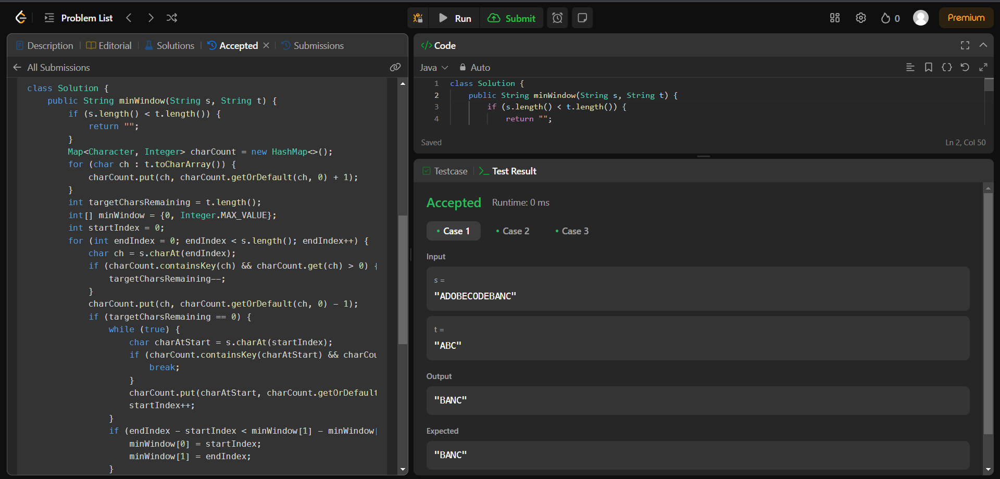 Problem List
Run
Submit
0
Premium
Description
Editorial
Solutions
Accepted
Submissions
All Submissions
class Solution {
public String minWindow(String s, String t) {
if (s.length() < t.length()) {
return "";
}
Map<Character, Integer> charCount = new HashMap<>();
for (char ch : t.toCharArray()) {
charCount.put(ch, charCount.getOrDefault(ch, 0) + 1);
}
int targetCharsRemaining = t.length();
int[] minWindow = {0, Integer.MAX_VALUE};
int startIndex = 0;
for (int endIndex = 0; endIndex < s.length(); endIndex++) {
char ch = s.charAt(endIndex);
if (charCount.containsKey(ch) && charCount.get(ch) > 0) {
targetCharsRemaining--;
}
charCount.put(ch, charCount.getOrDefault(ch, 0) - 1);
if (targetCharsRemaining == 0) {
while (true) {
char charAtStart = s.charAt(startIndex);
if (charCount.containsKey(charAtStart) && charCou
break;
}
charCount.put(charAtStart, charCount.getOrDefault
startIndex++;
}
if (endIndex - startIndex < minWindow[1] - minWindow[
minWindow[0] = startIndex;
minWindow[1] = endIndex;
}
</> Code
Java
Auto
1 class Solution {
2 public String minWindow(String s, String t) {
3 if (s.length() < t.length()) {
4 return "";
Saved
Ln 2, Col 50
Testcase
Test Result
Accepted
Runtime: 0 ms
• Case 1
• Case 2
• Case 3
Input
s =
"ADOBECODEBANC"
t =
"ABC"
Output
"BANC"
Expected
"BANC"